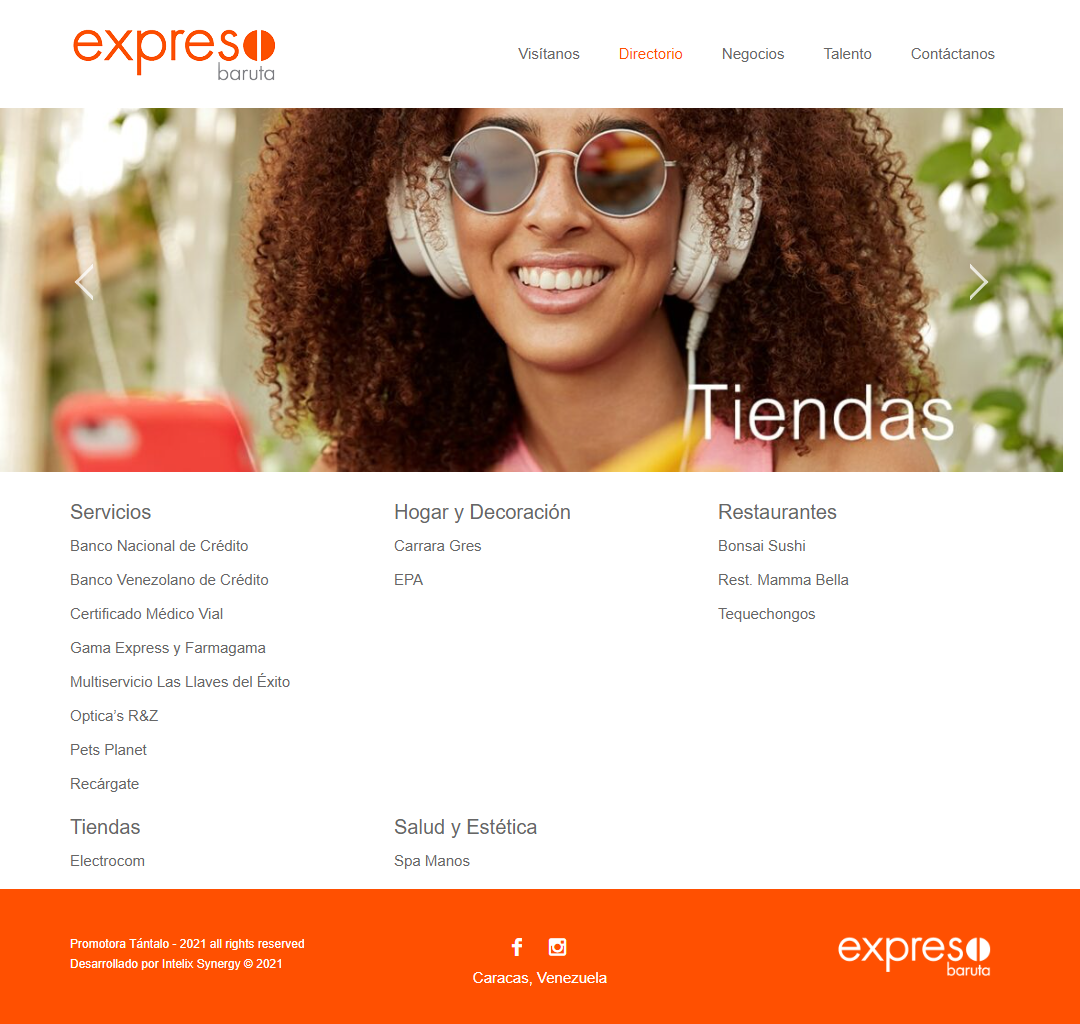 expreso
baruta
Visítanos Directorio Negocios Talento Contáctanos
Tiendas
Servicios
Banco Nacional de Crédito
Banco Venezolano de Crédito
Certificado Médico Vial
Gama Express y Farmagama
Multiservicio Las Llaves del Éxito
Optica’s R&Z
Pets Planet
Recárgate
Hogar y Decoración
Carrara Gres
EPA
Restaurantes
Bonsai Sushi
Rest. Mamma Bella
Tequechongos
Tiendas
Electrocom
Salud y Estética
Spa Manos
Promotora Tántalo - 2021 all rights reserved
Desarrollado por Intelix Synergy © 2021
Caracas, Venezuela
expreso
baruta